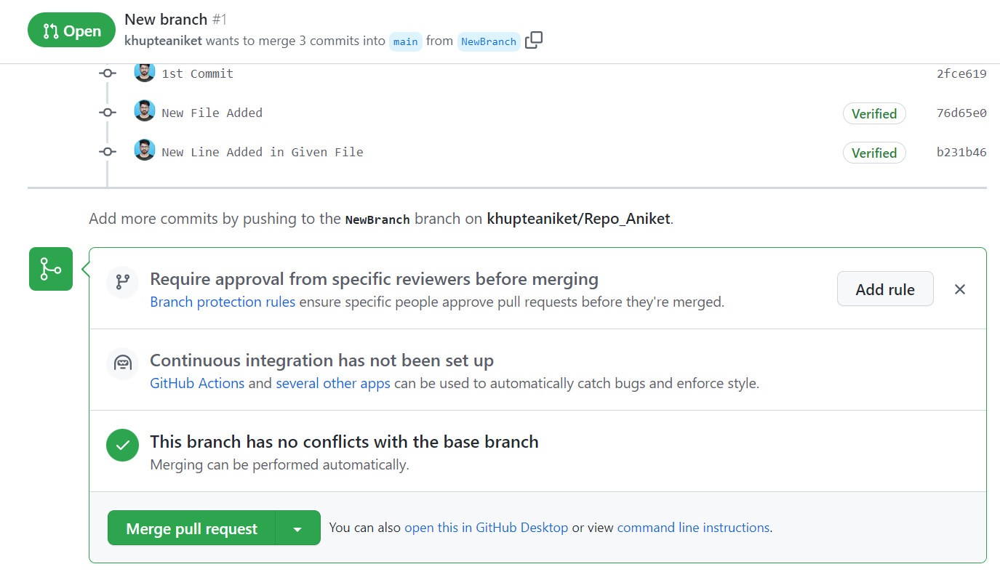 Open
New branch #1
khupteaniket wants to merge 3 commits into main from NewBranch
1st Commit 2fce619
New File Added Verified 76d65e0
New Line Added in Given File Verified b231b46
Add more commits by pushing to the NewBranch branch on khupteaniket/Repo_Aniket.
Require approval from specific reviewers before merging
Branch protection rules ensure specific people approve pull requests before they're merged.
Add rule
Continuous integration has not been set up
GitHub Actions and several other apps can be used to automatically catch bugs and enforce style.
This branch has no conflicts with the base branch
Merging can be performed automatically.
Merge pull request You can also open this in GitHub Desktop or view command line instructions.